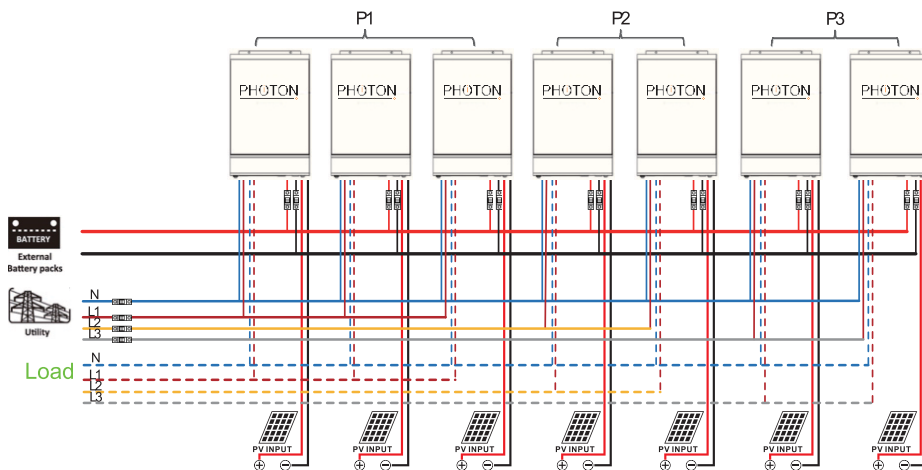 P1
P2
P3
PHOTON
PHOTON
PHOTON
PHOTON
PHOTON
PHOTON
PHOTON
BATTERY
External
Battery packs
Utility
N
L1
L2
L3
Load
N
L1
L2
L3
PV INPUT
PV INPUT
PV INPUT
PV INPUT
PV INPUT
PV INPUT
PV INPUT